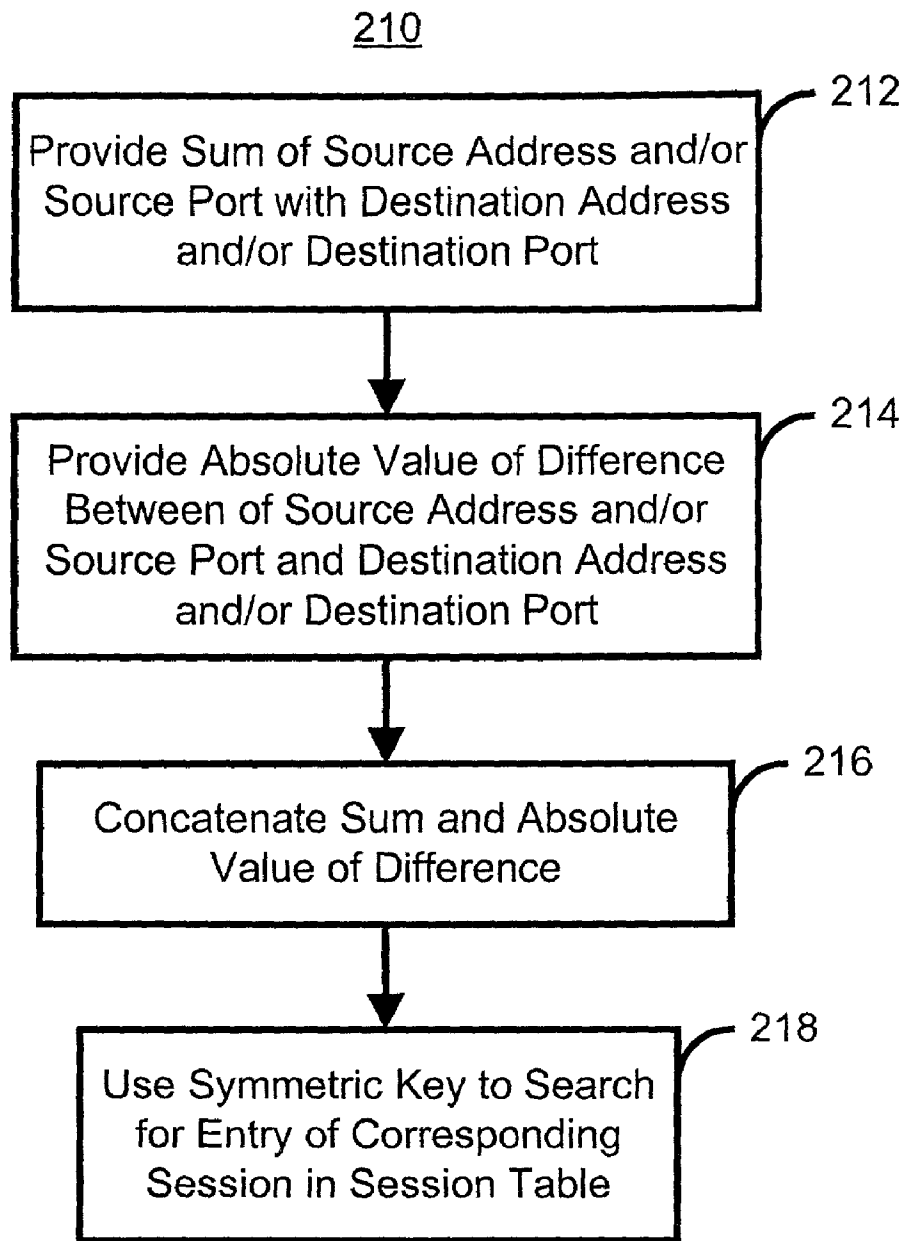 210
212
Provide Sum of Source Address and/or
Source Port with Destination Address
and/or Destination Port
214
Provide Absolute Value of Difference
Between of Source Address and/or
Source Port and Destination Address
and/or Destination Port
216
Concatenate Sum and Absolute
Value of Difference
218
Use Symmetric Key to Search
for Entry of Corresponding
Session in Session Table